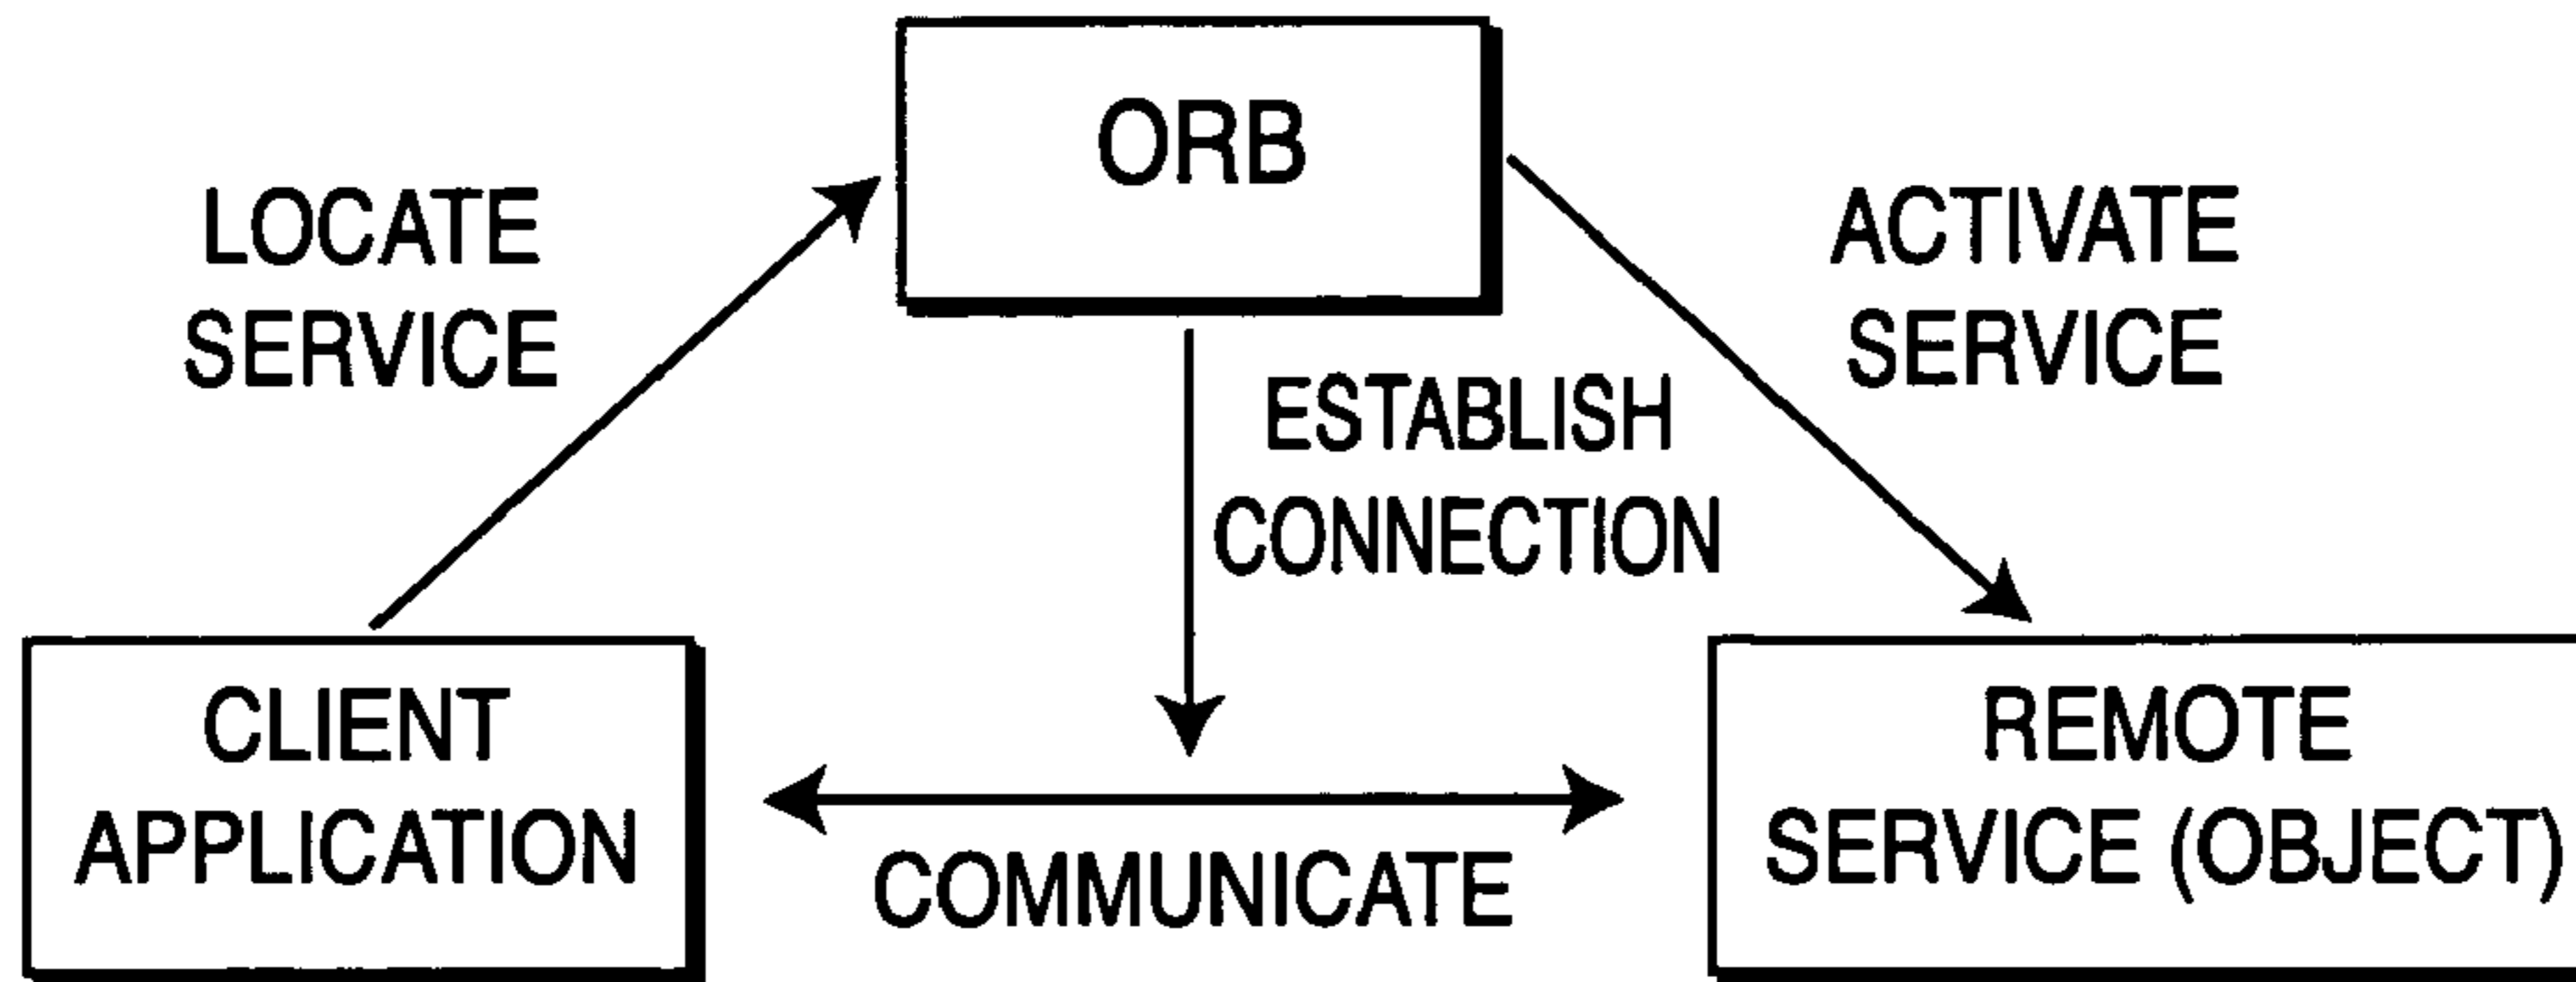 ORB
LOCATE
SERVICE
ACTIVATE
SERVICE
ESTABLISH
CONNECTION
CLIENT
APPLICATION
COMMUNICATE
REMOTE
SERVICE (OBJECT)